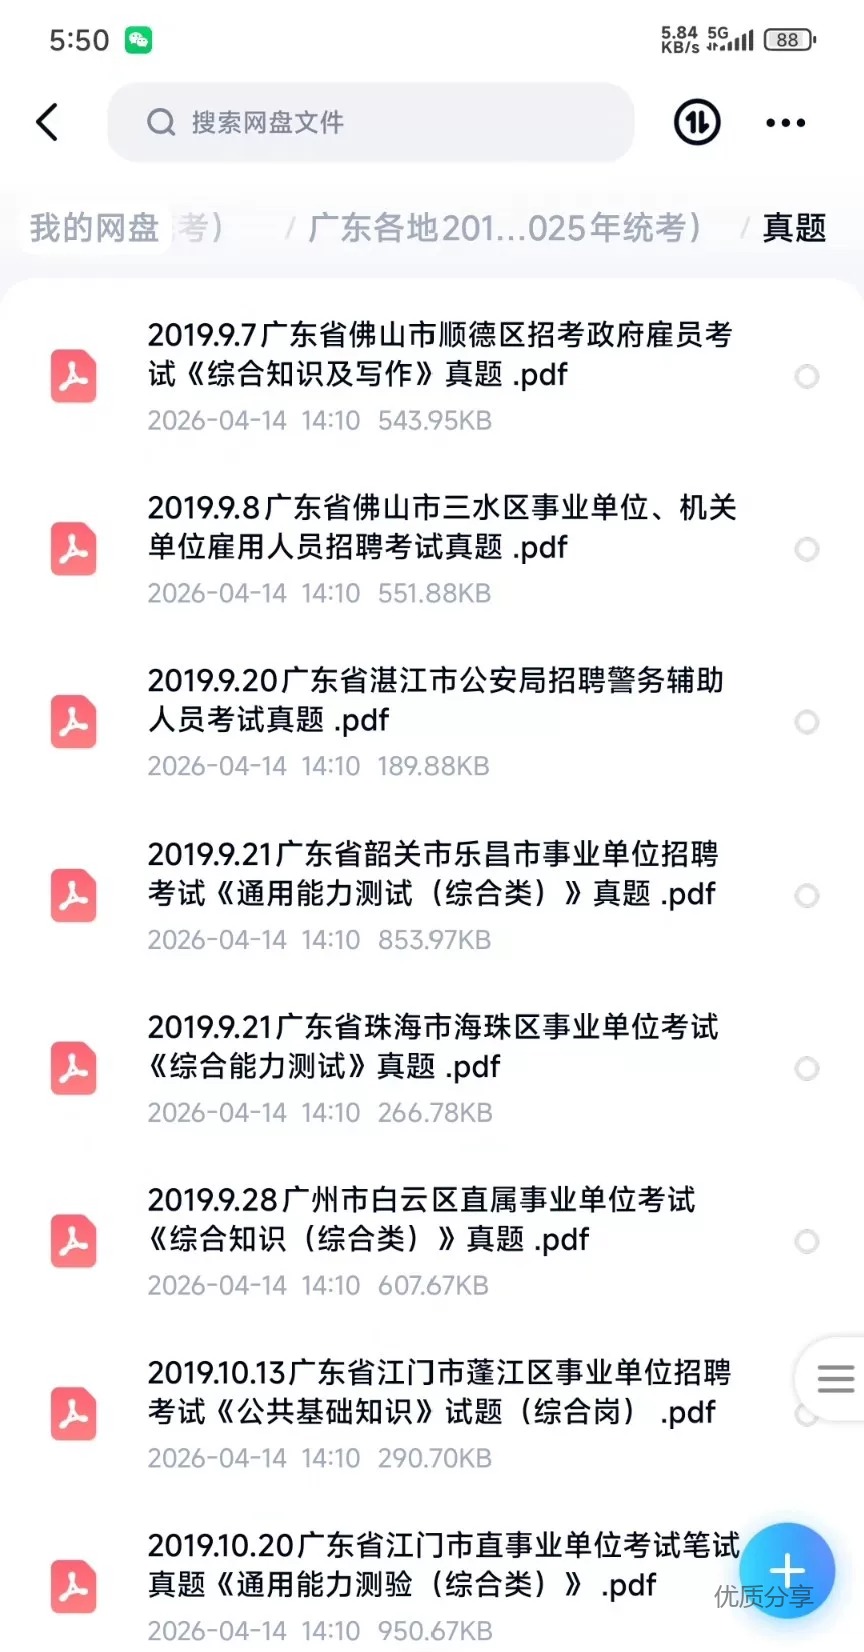 5:50
5.84 KB/s 5G 88
搜索网盘文件
我的网盘 考） / 广东各地201...025年统考） / 真题
2019.9.7广东省佛山市顺德区招考政府雇员考
试《综合知识及写作》真题 .pdf
2026-04-14 14:10 543.95KB
2019.9.8广东省佛山市三水区事业单位、机关
单位雇用人员招聘考试真题 .pdf
2026-04-14 14:10 551.88KB
2019.9.20广东省湛江市公安局招聘警务辅助
人员考试真题 .pdf
2026-04-14 14:10 189.88KB
2019.9.21广东省韶关市乐昌市事业单位招聘
考试《通用能力测试（综合类）》真题 .pdf
2026-04-14 14:10 853.97KB
2019.9.21广东省珠海市海珠区事业单位考试
《综合能力测试》真题 .pdf
2026-04-14 14:10 266.78KB
2019.9.28广州市白云区直属事业单位考试
《综合知识（综合类）》真题 .pdf
2026-04-14 14:10 607.67KB
2019.10.13广东省江门市蓬江区事业单位招聘
考试《公共基础知识》试题（综合岗） .pdf
2026-04-14 14:10 290.70KB
2019.10.20广东省江门市直事业单位考试笔试
真题《通用能力测验（综合类）》 .pdf
优质分享
2026-04-14 14:10 950.67KB